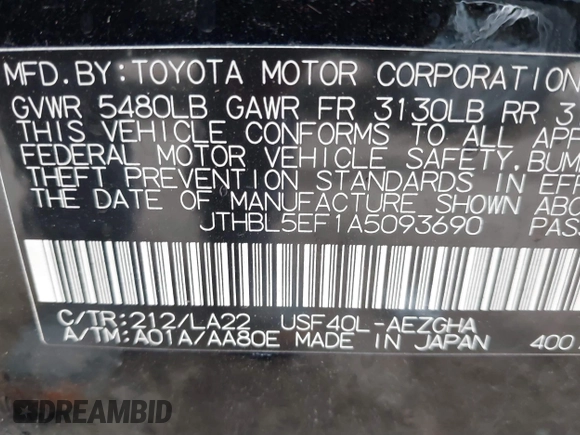 MFD. BY: TOYOTA MOTOR CORPORATION
GVWR 5480LB GAWR FR 3130LB RR
THIS VEHICLE CONFORMS TO ALL
FEDERAL MOTOR VEHICLE SAFETY,
THEFT PREVENTION STANDARDS IN
THE DATE OF MANUFACTURE SHOWN
JTHBL5EF1A5093690
C/TR:212/LA22 USF40L-AEZGHA
A/TM:A01A/AA80E MADE IN JAPAN 400
DREAMBID